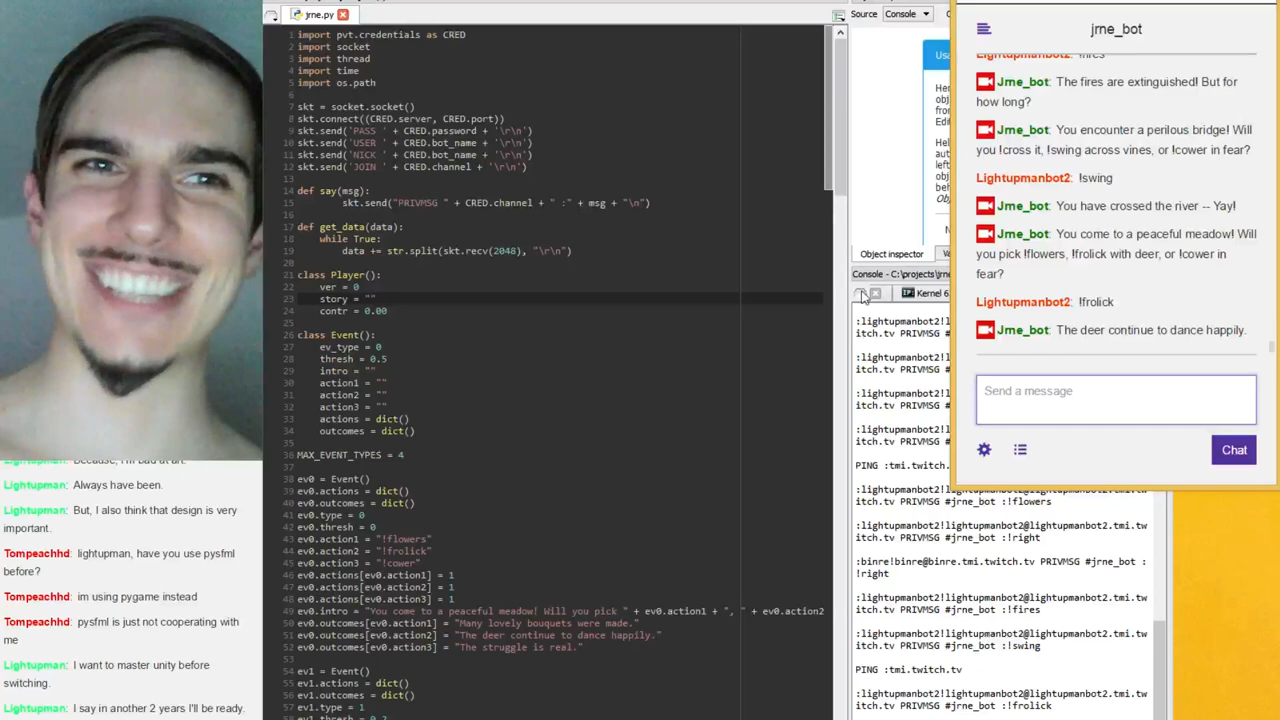 jrne.py
1 import pvt.credentials as CRED
2 import socket
3 import thread
4 import time
5 import os.path
6
7 skt = socket.socket()
8 skt.connect((CRED.server, CRED.port))
9 skt.send('PASS ' + CRED.password + '\r\n')
10 skt.send('USER ' + CRED.bot_name + '\r\n')
11 skt.send('NICK ' + CRED.bot_name + '\r\n')
12 skt.send('JOIN ' + CRED.channel + '\r\n')
13
14 def say(msg):
15 skt.send("PRIVMSG " + CRED.channel + " :" + msg + "\n")
16
17 def get_data(data):
18 while True:
19 data += str.split(skt.recv(2048), "\r\n")
20
21 class Player():
22 ver = 0
23 story = ""
24 contr = 0.00
25
26 class Event():
27 ev_type = 0
28 thresh = 0.5
29 intro = ""
30 action1 = ""
31 action2 = ""
32 action3 = ""
33 actions = dict()
34 outcomes = dict()
35
36 MAX_EVENT_TYPES = 4
37
38 ev0 = Event()
39 ev0.actions = dict()
40 ev0.outcomes = dict()
41 ev0.type = 0
42 ev0.thresh = 0
43 ev0.action1 = "!flowers"
44 ev0.action2 = "!frolick"
45 ev0.action3 = "!cower"
46 ev0.actions[ev0.action1] = 1
47 ev0.actions[ev0.action2] = 1
48 ev0.actions[ev0.action3] = 1
49 ev0.intro = "You come to a peaceful meadow! Will you pick " + ev0.action1 + ", " + ev0.action2
50 ev0.outcomes[ev0.action1] = "Many lovely bouquets were made."
51 ev0.outcomes[ev0.action2] = "The deer continue to dance happily."
52 ev0.outcomes[ev0.action3] = "The struggle is real."
53
54 ev1 = Event()
55 ev1.actions = dict()
56 ev1.outcomes = dict()
57 ev1.type = 1
Lightupman: Always have been.
Lightupman: But, I also think that design is very
important.
Tompeachhd: lightupman, have you use pysfml
before?
Tompeachhd: im using pygame instead
Tompeachhd: pysfml is just not cooperating with
me
Lightupman: I want to master unity before
switching.
Lightupman: I say in another 2 years I'll be ready.
Source Console
Object inspector
Console - C:\projects\jrne
Kernel 6
:lightupmanbot2!l
itch.tv PRIVMSG #
:lightupmanbot2!l
itch.tv PRIVMSG #
:lightupmanbot2!l
itch.tv PRIVMSG #
:lightupmanbot2!l
itch.tv PRIVMSG #
PING :tmi.twitch.
:lightupmanbot2!lightupmanbot2@lightupmanbot2.tmi.tw
itch.tv PRIVMSG #jrne_bot :!flowers
:lightupmanbot2!lightupmanbot2@lightupmanbot2.tmi.tw
itch.tv PRIVMSG #jrne_bot :!right
:binre!binre@binre.tmi.twitch.tv PRIVMSG #jrne_bot :
!right
:lightupmanbot2!lightupmanbot2@lightupmanbot2.tmi.tw
itch.tv PRIVMSG #jrne_bot :!fires
:lightupmanbot2!lightupmanbot2@lightupmanbot2.tmi.tw
itch.tv PRIVMSG #jrne_bot :!swing
PING :tmi.twitch.tv
:lightupmanbot2!lightupmanbot2@lightupmanbot2.tmi.tw
itch.tv PRIVMSG #jrne_bot :!frolick
jrne_bot
Jrne_bot: The fires are extinguished! But for
how long?
Jrne_bot: You encounter a perilous bridge! Will
you !cross it, !swing across vines, or !cower in fear?
Lightupmanbot2: !swing
Jrne_bot: You have crossed the river -- Yay!
Jrne_bot: You come to a peaceful meadow! Will
you pick !flowers, !frolick with deer, or !cower in
fear?
Lightupmanbot2: !frolick
Jrne_bot: The deer continue to dance happily.
Send a message
Chat